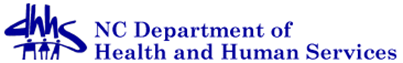 dhhs
NC Department of
Health and Human Services